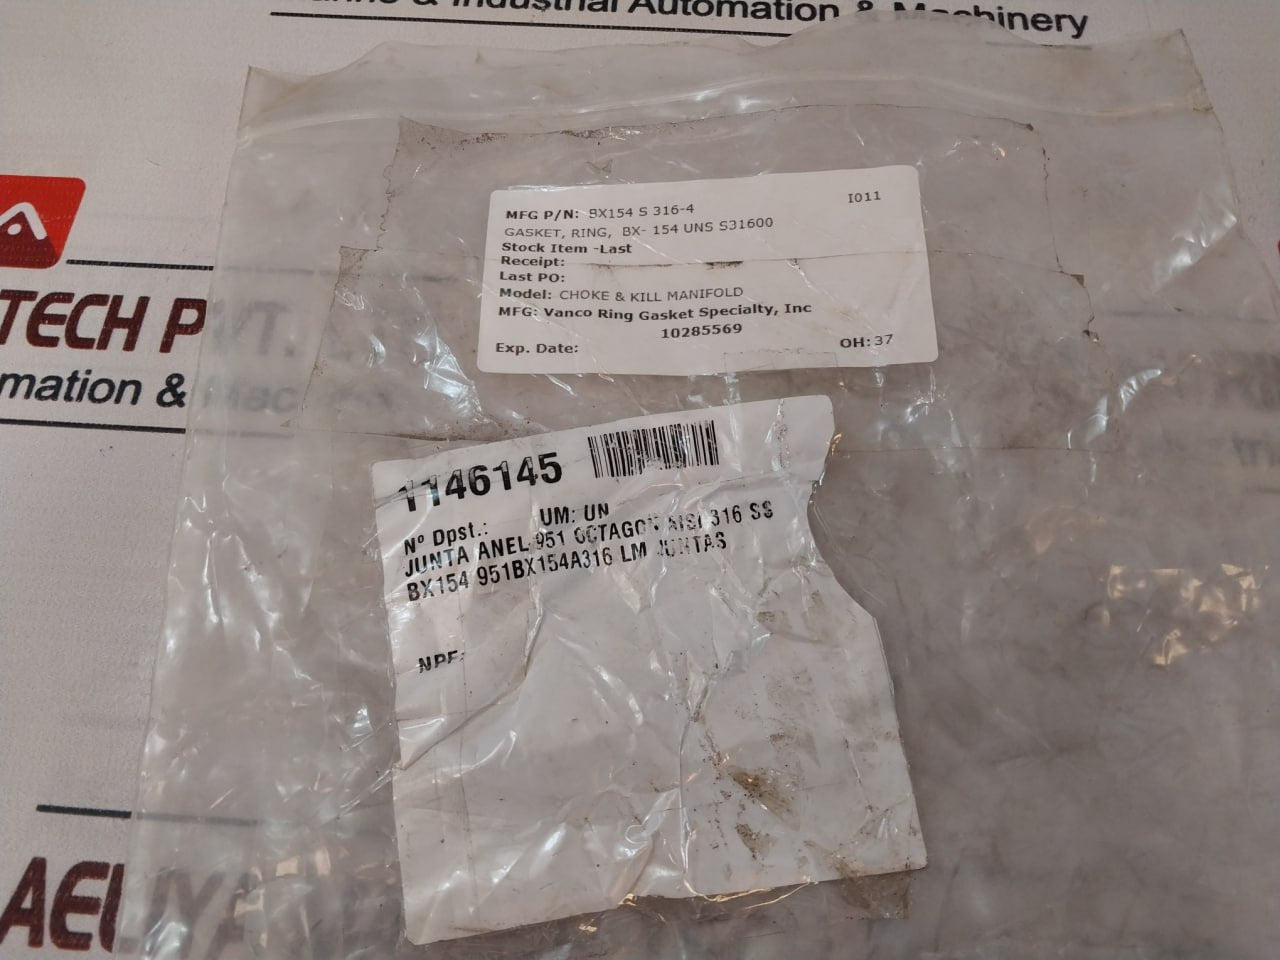 & Industrial Automation & Machinery
TECH PVT.
mation &
MFG P/N: BX154 S 316-4
I011
GASKET, RING, BX- 154 UNS S31600
Stock Item -Last
Receipt:
Last PO:
Model: CHOKE & KILL MANIFOLD
MFG: Vanco Ring Gasket Specialty, Inc
10285569
Exp. Date:
OH: 37
1146145
Nº Dpst.: UM: UN
JUNTA ANEL 951 OCTAGON AISI 316 SS
BX154 951BX154A316 LM JUNTAS
NPF: